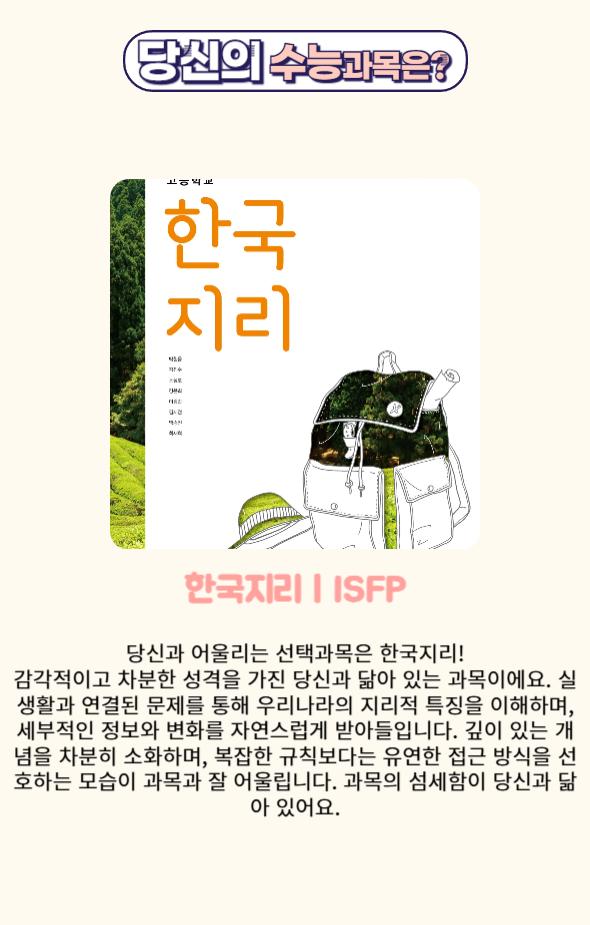 당신의 수능과목은?
고등학교
한국
지리
한국지리 | ISFP
당신과 어울리는 선택과목은 한국지리!
감각적이고 차분한 성격을 가진 당신과 닮아 있는 과목이에요. 실
생활과 연결된 문제를 통해 우리나라의 지리적 특징을 이해하며,
세부적인 정보와 변화를 자연스럽게 받아들입니다. 깊이 있는 개
념을 차분히 소화하며, 복잡한 규칙보다는 유연한 접근 방식을 선
호하는 모습이 과목과 잘 어울립니다. 과목의 섬세함이 당신과 닮
아 있어요.